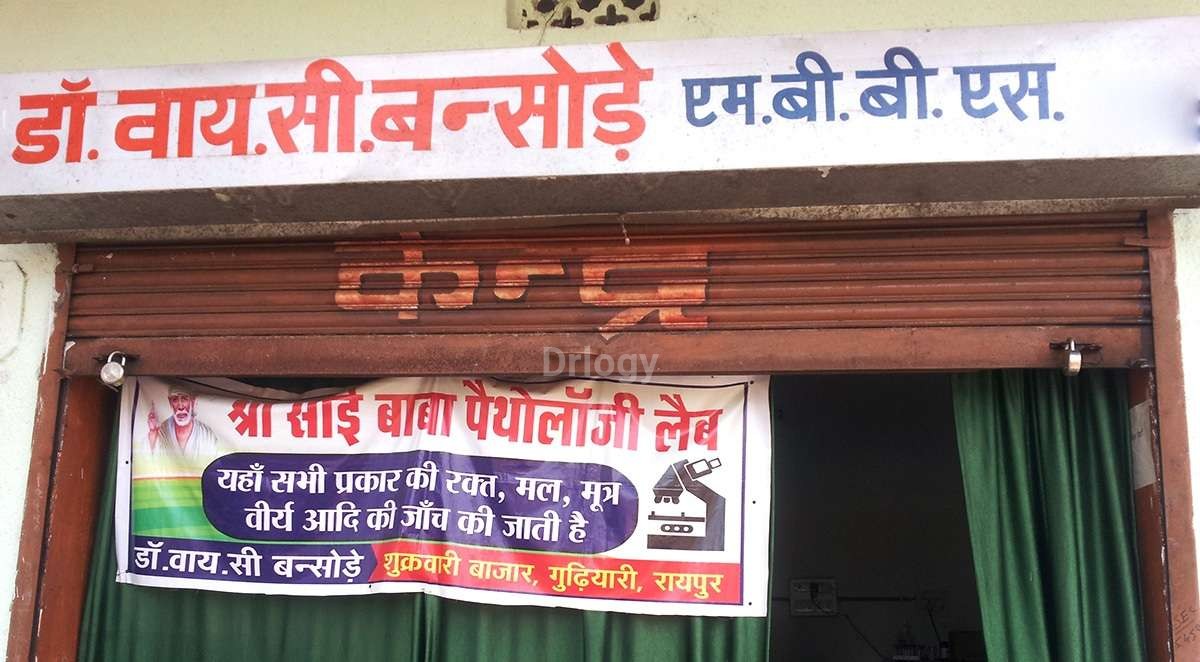 डॉ. वाय.सी.बन्सोड़े एम.बी.बी.एस.
केन्द्र
Drlogy
श्री साई बाबा पैथोलॉजी लैब
यहाँ सभी प्रकार की रक्त, मल, मूत्र
वीर्य आदि की जाँच की जाती है
डॉ.वाय.सी बन्सोड़े शुक्रवारी बाजार, गुढ़ियारी, रायपुर